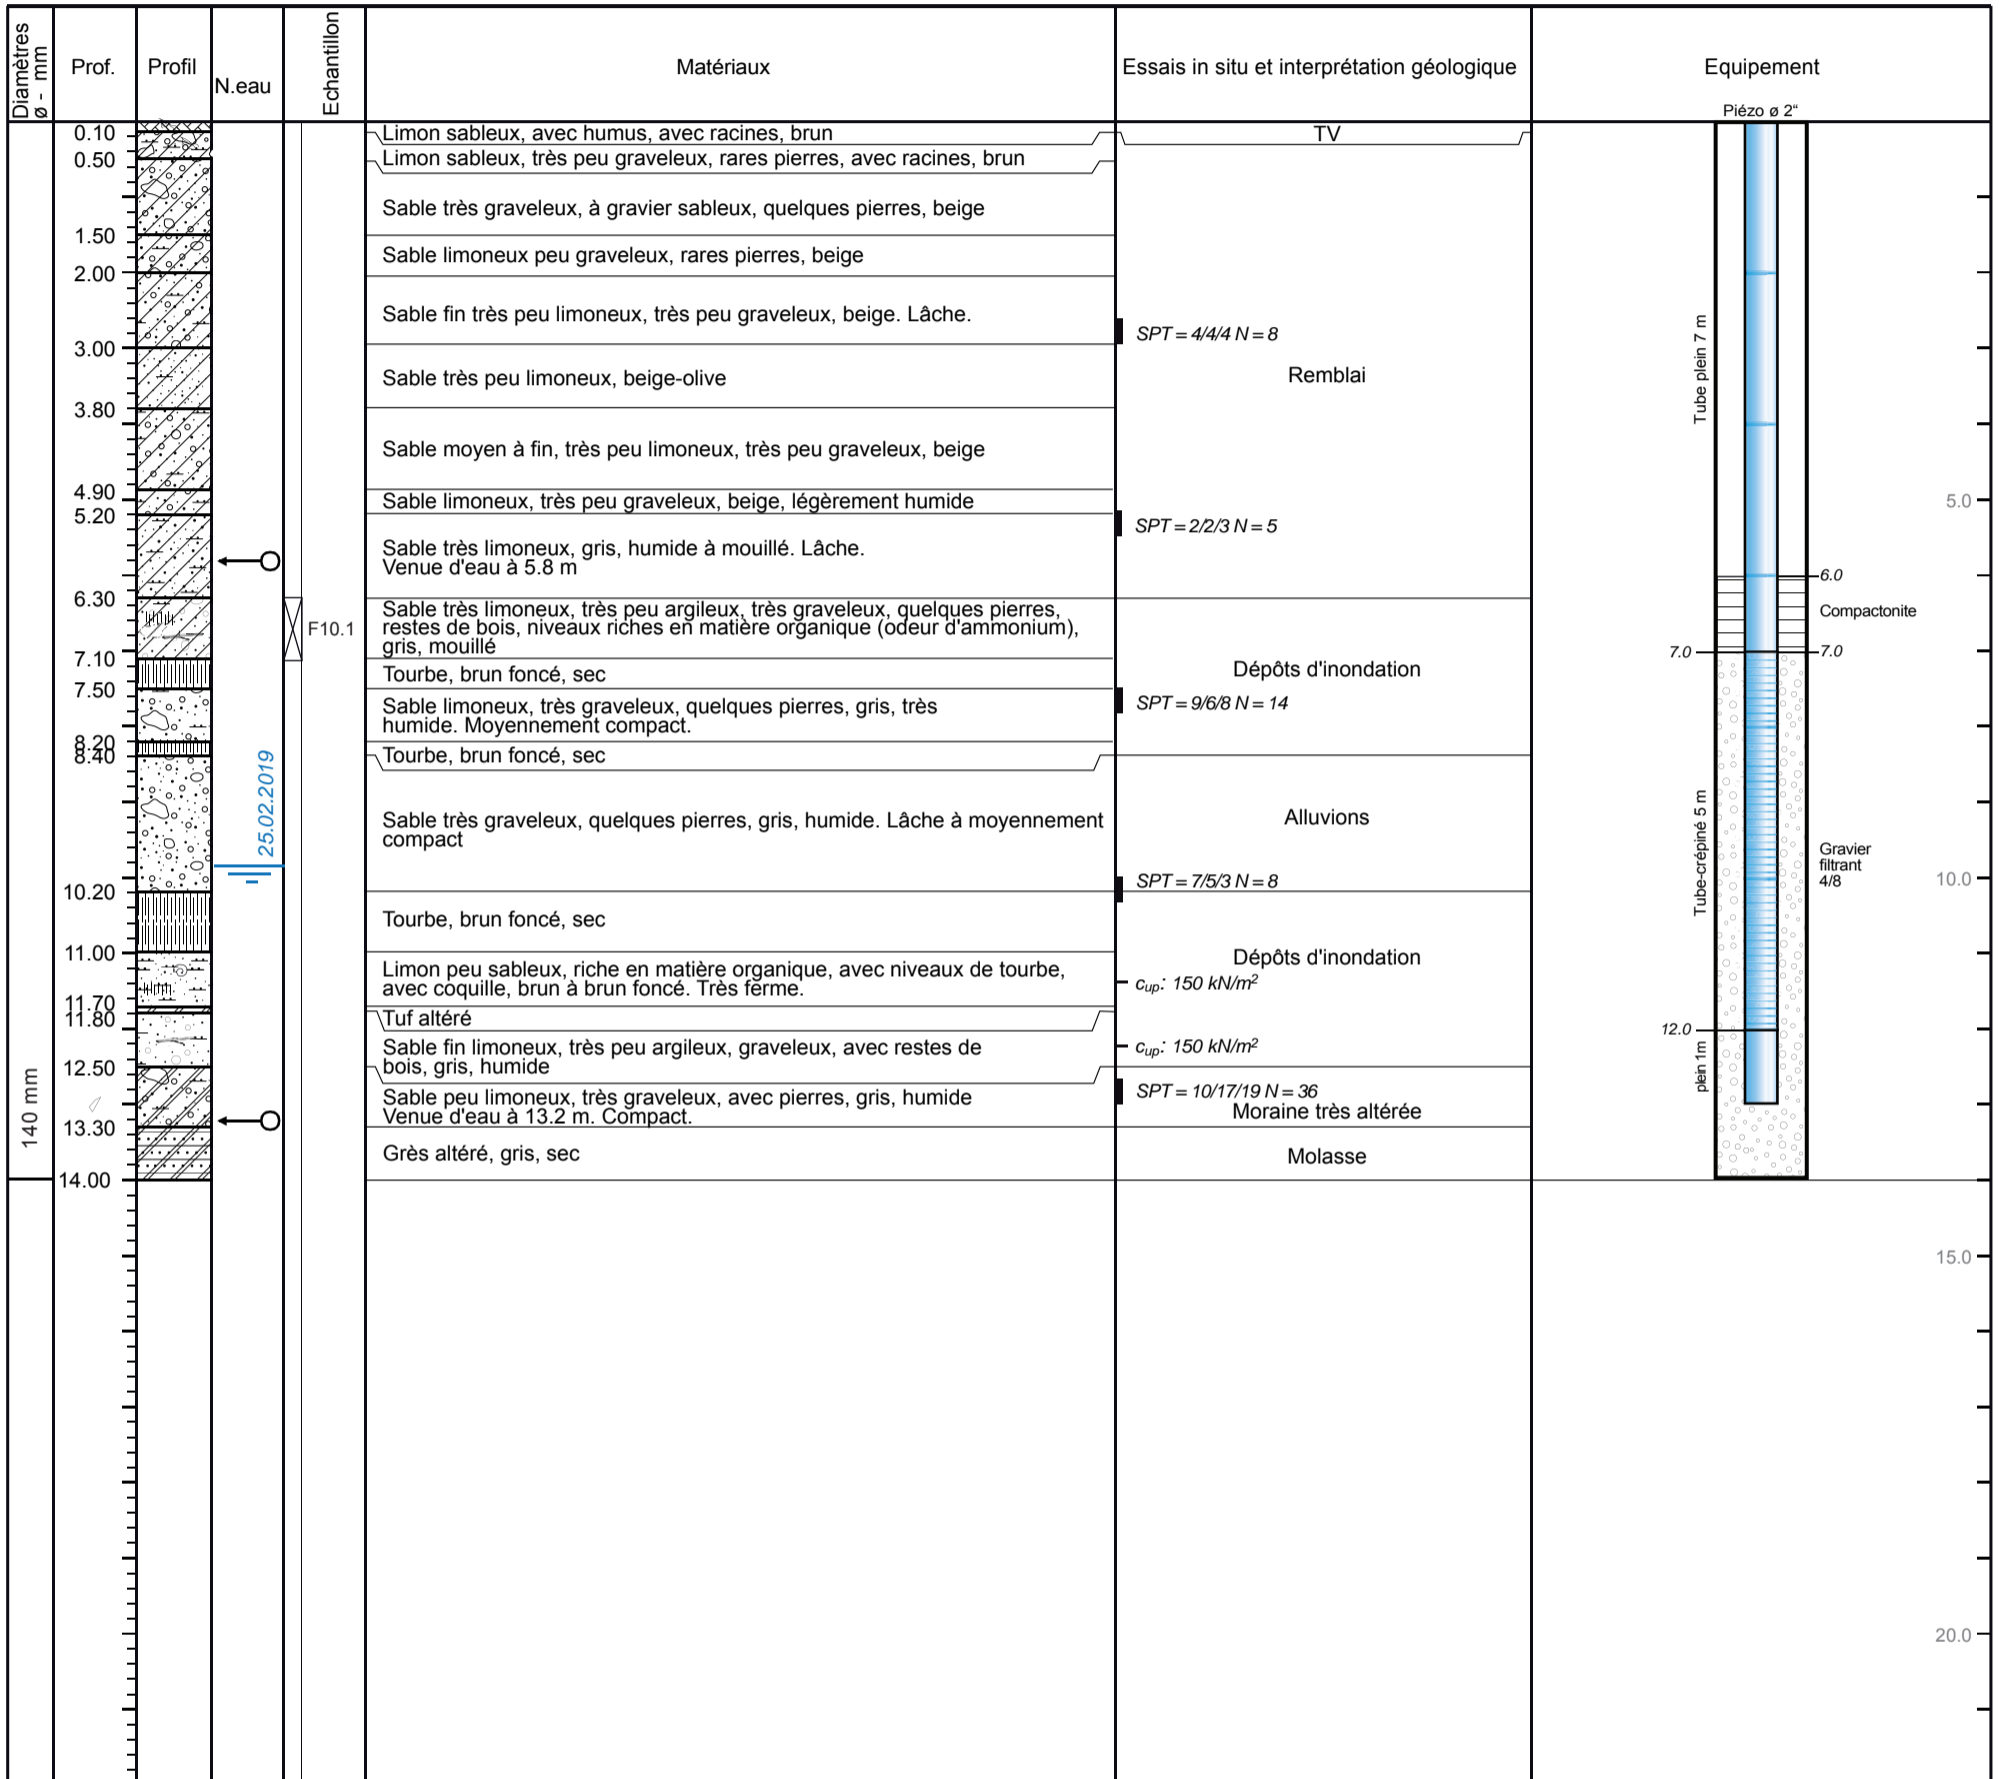 Diamètres
ø - mm
Prof.
Profil
N.eau
Echantillon
Matériaux
Essais in situ et interprétation géologique
Equipement
Piézo ø 2“
0.10
Limon sableux, avec humus, avec racines, brun
TV
0.50
Limon sableux, très peu graveleux, rares pierres, avec racines, brun
Sable très graveleux, à gravier sableux, quelques pierres, beige
1.50
Sable limoneux peu graveleux, rares pierres, beige
2.00
Sable fin très peu limoneux, très peu graveleux, beige. Lâche.
SPT = 4/4/4 N = 8
3.00
Sable très peu limoneux, beige-olive
Remblai
Tube plein 7 m
3.80
Sable moyen à fin, très peu limoneux, très peu graveleux, beige
4.90
Sable limoneux, très peu graveleux, beige, légèrement humide
5.0
5.20
SPT = 2/2/3 N = 5
Sable très limoneux, gris, humide à mouillé. Lâche.
Venue d'eau à 5.8 m
6.0
6.30
Sable très limoneux, très peu argileux, très graveleux, quelques pierres,
restes de bois, niveaux riches en matière organique (odeur d'ammonium),
gris, mouillé
F10.1
Compactonite
7.10
7.0
7.0
Tourbe, brun foncé, sec
Dépôts d'inondation
7.50
Sable limoneux, très graveleux, quelques pierres, gris, très
humide. Moyennement compact.
SPT = 9/6/8 N = 14
8.20
8.40
Tourbe, brun foncé, sec
25.02.2019
Sable très graveleux, quelques pierres, gris, humide. Lâche à moyennement
compact
Alluvions
Tube-crépiné 5 m
Gravier
filtrant
4/8
10.0
SPT = 7/5/3 N = 8
10.20
Tourbe, brun foncé, sec
11.00
Dépôts d'inondation
Limon peu sableux, riche en matière organique, avec niveaux de tourbe,
avec coquille, brun à brun foncé. Très ferme.
cup: 150 kN/m²
11.70
11.80
Tuf altéré
12.0
Sable fin limoneux, très peu argileux, graveleux, avec restes de
bois, gris, humide
cup: 150 kN/m²
plein 1m
12.50
Sable peu limoneux, très graveleux, avec pierres, gris, humide
Venue d'eau à 13.2 m. Compact.
SPT = 10/17/19 N = 36
Moraine très altérée
140 mm
13.30
Grès altéré, gris, sec
Molasse
14.00
15.0
20.0